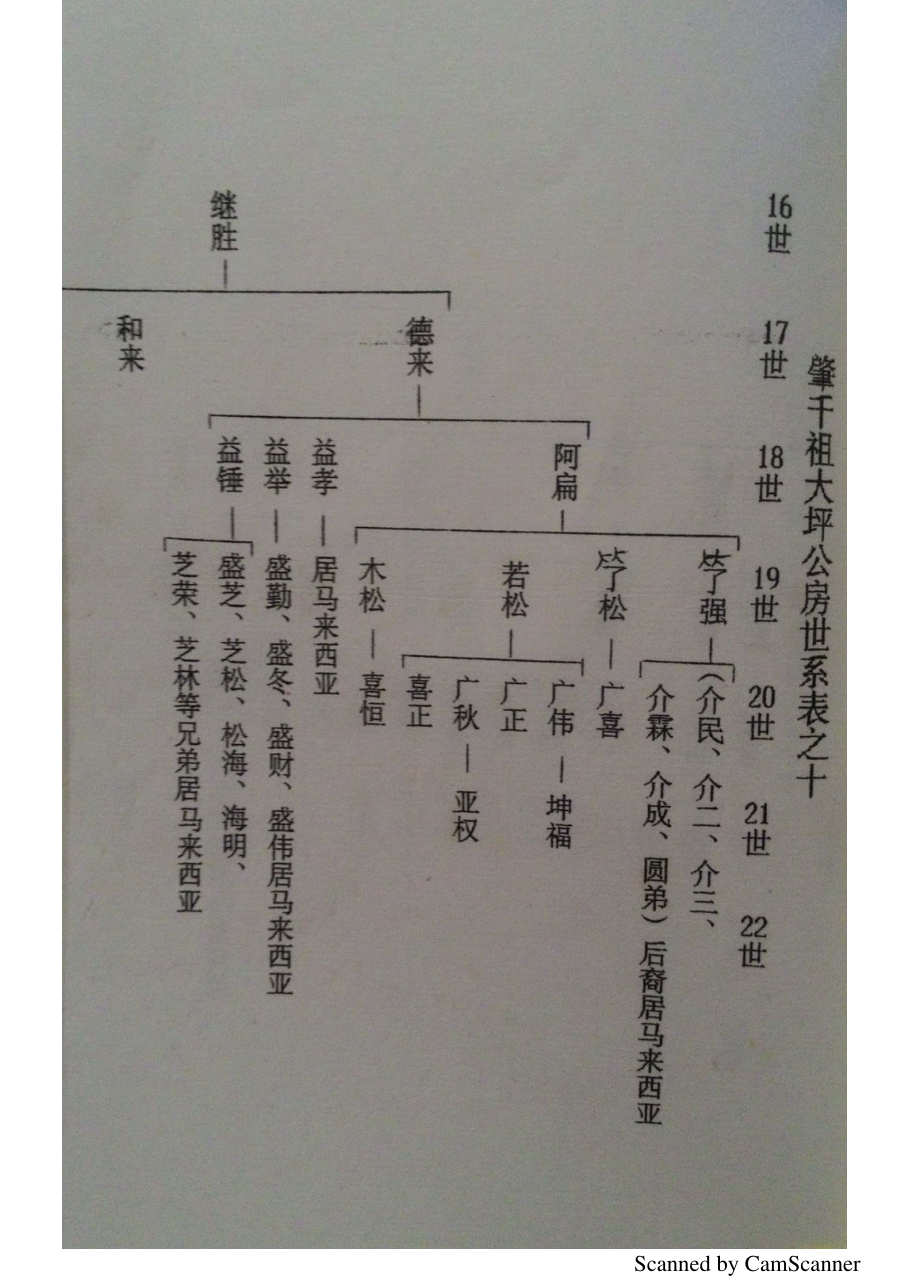 肇千祖大坪公房世系表之十
16世
17世
18世
19世
20世
21世
22世
继胜
德来
和来
阿扁
益孝
益举
益锤
强
松
若松
木松
居马来西亚
盛勤、盛冬、盛财、盛伟居马来西亚
盛芝、芝松、松海、海明、
芝荣、芝林等兄弟居马来西亚
(介民、介二、介三、
介霖、介成、圆弟)后裔居马来西亚
广喜
广伟
坤福
广正
广秋
亚权
喜正
喜恒
Scanned by CamScanner